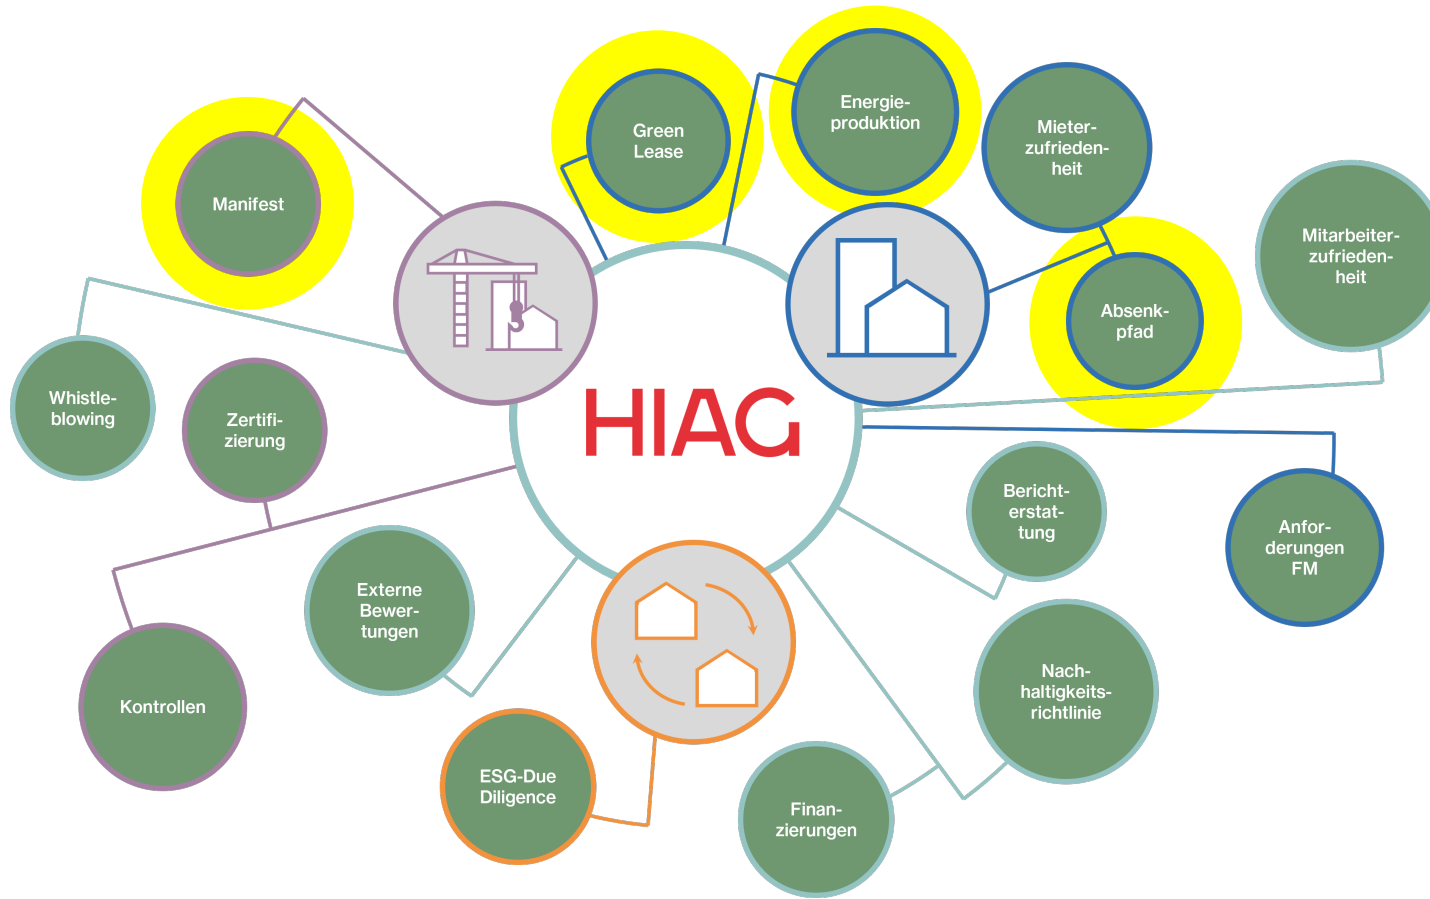 Energie-
produktion
Green
Lease
Mieter-
zufrieden-
heit
Manifest
Mitarbeiter-
zufrieden-
heit
Absenk-
pfad
Whistle-
blowing
Zertifi-
zierung
HIAG
Bericht-
erstat-
tung
Anfor-
derungen
FM
Externe
Bewer-
tungen
Nach-
haltigkeits-
richtlinie
Kontrollen
ESG-Due
Diligence
Finan-
zierungen